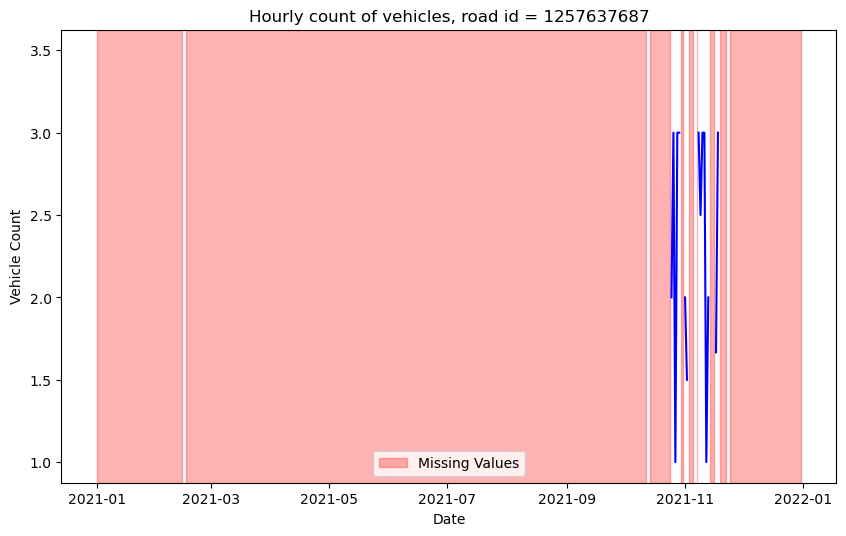 Hourly count of vehicles, road id = 1257637687
3.5
3.0
2.5
2.0
1.5
1.0
Vehicle Count
Missing Values
2021-01 2021-03 2021-05 2021-07 2021-09 2021-11 2022-01
Date